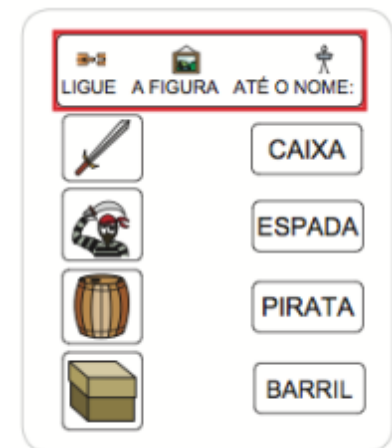 LIGUE A FIGURA ATÉ O NOME:
CAIXA
ESPADA
PIRATA
BARRIL